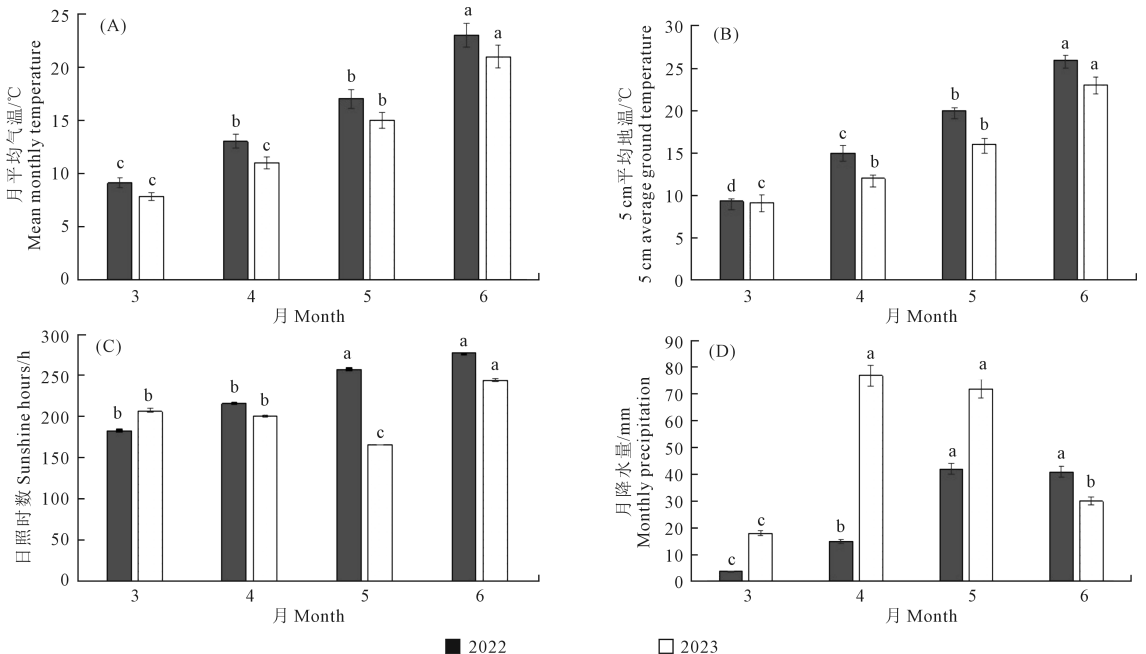 (A)
月平均气温/℃
Mean monthly temperature
25
20
15
10
5
0
c
c
b
c
b
b
a
a
3
4
5
6
月 Month
(B)
5 cm平均地温/℃
5 cm average ground temperature
30
25
20
15
10
5
0
d
c
c
b
b
b
a
a
3
4
5
6
月 Month
(C)
日照时数 Sunshine hours/h
300
250
200
150
100
50
0
b
b
b
b
a
c
a
a
3
4
5
6
月 Month
(D)
月降水量/mm
Monthly precipitation
90
80
70
60
50
40
30
20
10
0
c
c
b
a
a
a
a
b
3
4
5
6
月 Month
2022
2023